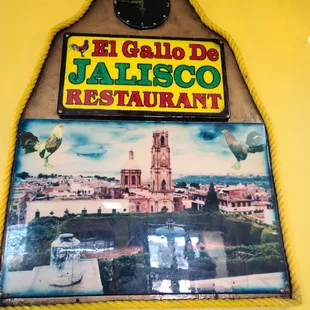 El Gallo De
JALISCO
RESTAURANT